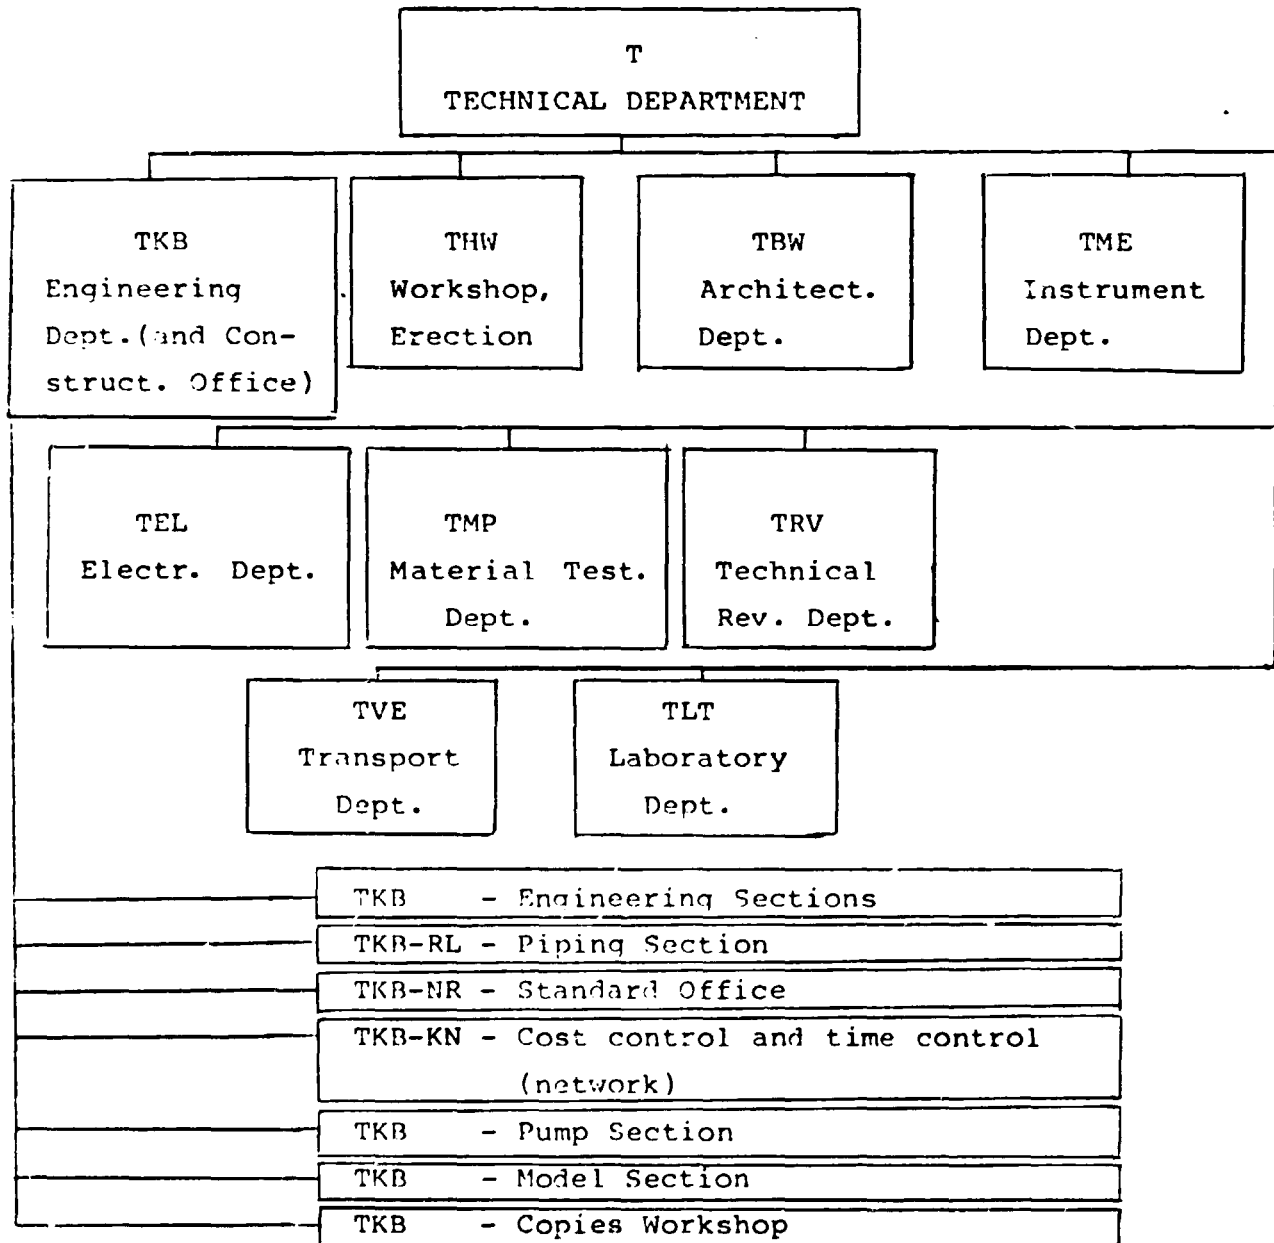 T
TECHNICAL DEPARTMENT
TKB
Engineering
Dept.(and Con-
struct. Office)
THW
Workshop,
Erection
TBW
Architect.
Dept.
TME
Instrument
Dept.
TEL
Electr. Dept.
TMP
Material Test.
Dept.
TRV
Technical
Rev. Dept.
TVE
Transport
Dept.
TLT
Laboratory
Dept.
TKB - Engineering Sections
TKB-RL - Piping Section
TKB-NR - Standard Office
TKB-KN - Cost control and time control
(network)
TKB - Pump Section
TKB - Model Section
TKB - Copies Workshop